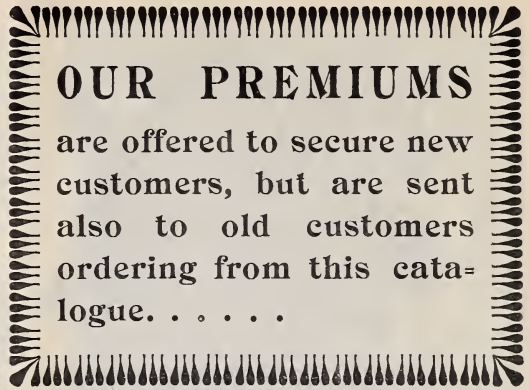 OUR PREMIUMS
are offered to secure new
customers, but are sent
also to old customers
ordering from this cata=
logue. . . . . .